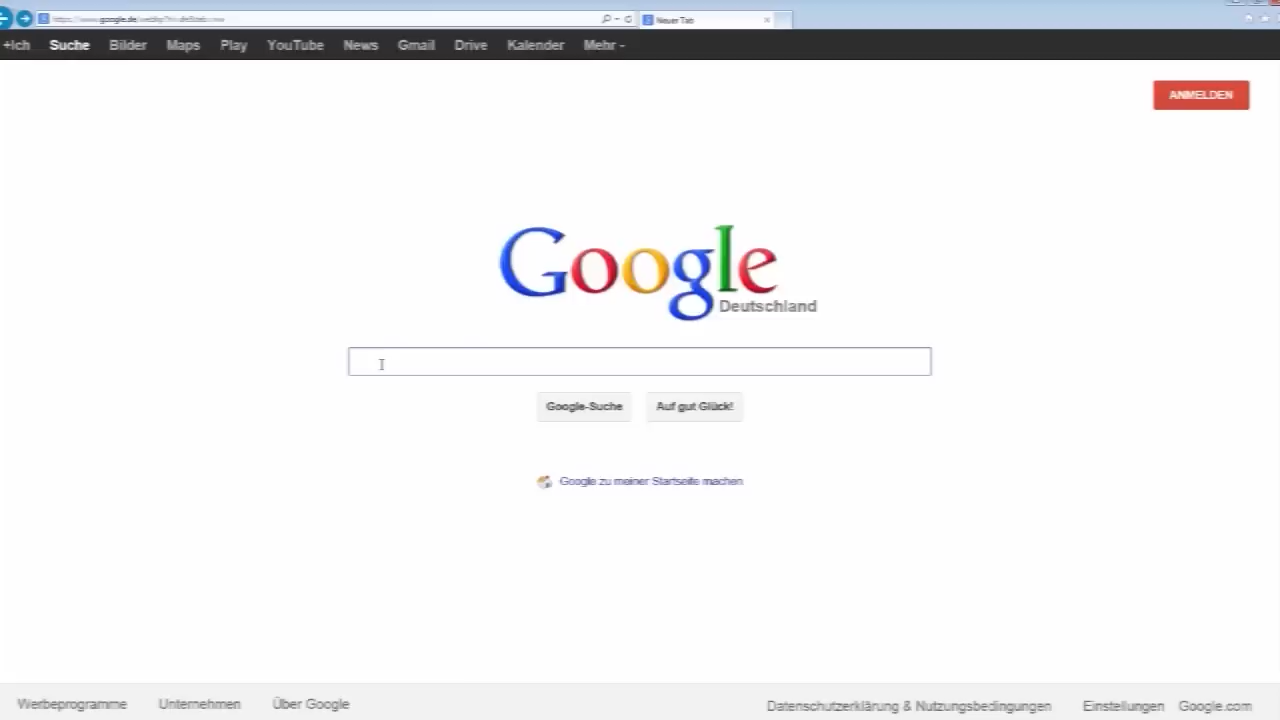 Neuer Tab
+Ich Suche Bilder Maps Play YouTube News Gmail Drive Kalender Mehr
ANMELDEN
Google
Deutschland
Google-Suche Auf gut Glück!
Google zu meiner Startseite machen
Werbeprogramme Unternehmen Über Google Datenschutzerklärung & Nutzungsbedingungen Einstellungen Google.com